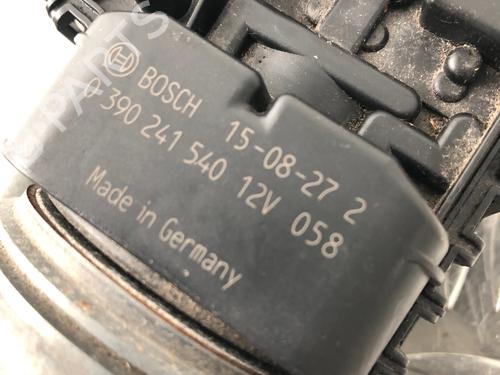 BOSCH 15-08-27 2
0 390 241 540 12V 058
Made in Germany